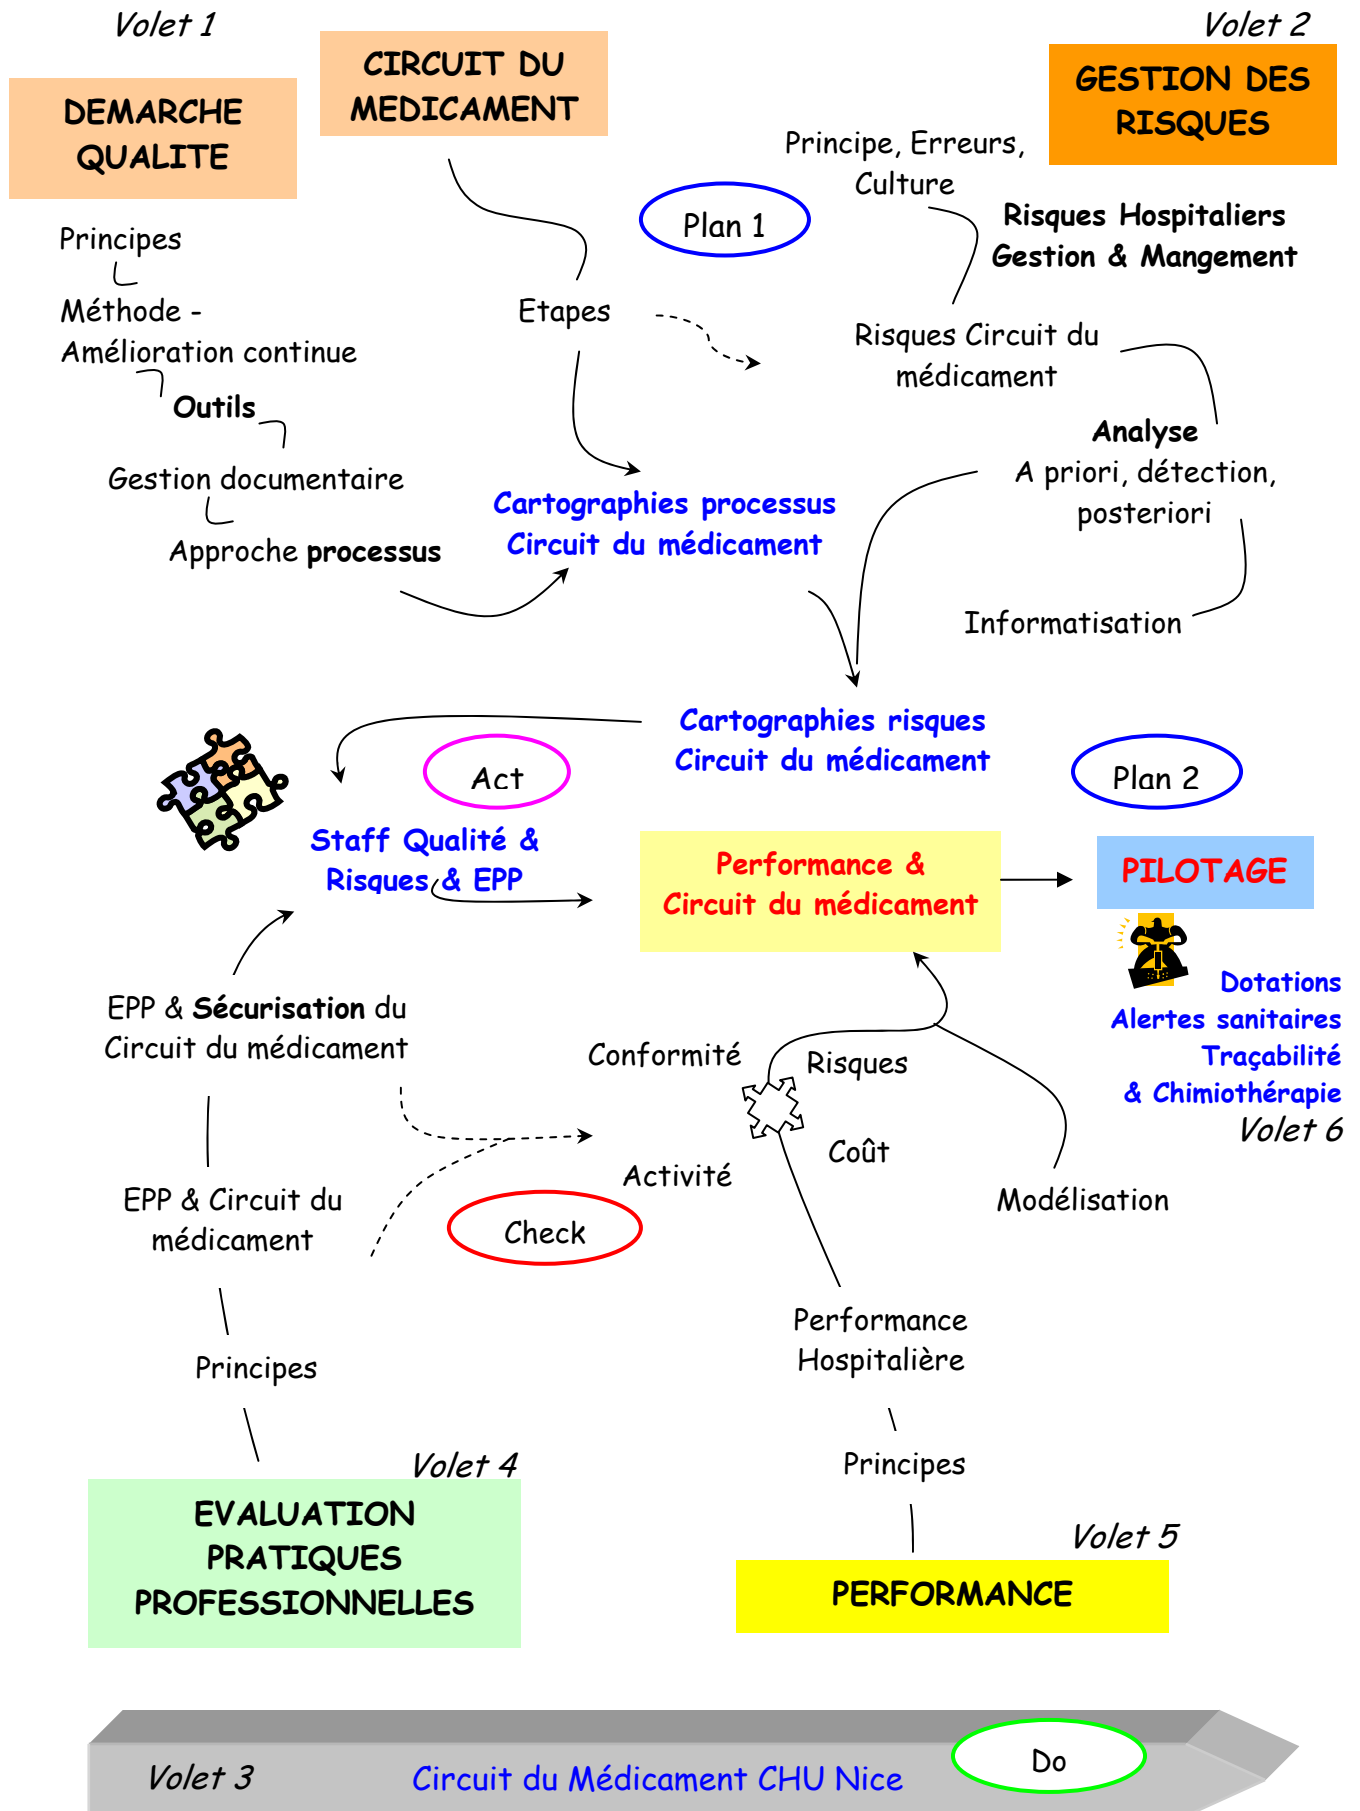 Volet 1
Volet 2
CIRCUIT DU
MEDICAMENT
GESTION DES
RISQUES
DEMARCHE
QUALITE
Principe, Erreurs,
Culture
Plan 1
Risques Hospitaliers
Gestion & Mangement
Principes
Méthode -
Amélioration continue
Etapes
Risques Circuit du
médicament
Outils
Analyse
A priori, détection,
posteriori
Gestion documentaire
Cartographies processus
Circuit du médicament
Approche processus
Informatisation
Cartographies risques
Circuit du médicament
Act
Plan 2
Staff Qualité &
Risques & EPP
Performance &
Circuit du médicament
PILOTAGE
Dotations
Alertes sanitaires
Traçabilité
& Chimiothérapie
Volet 6
EPP & Sécurisation du
Circuit du médicament
Conformité
Risques
Coût
Activité
EPP & Circuit du
médicament
Check
Modélisation
Performance
Hospitalière
Principes
Principes
Volet 4
EVALUATION
PRATIQUES
PROFESSIONNELLES
Volet 5
PERFORMANCE
Volet 3
Circuit du Médicament CHU Nice
Do